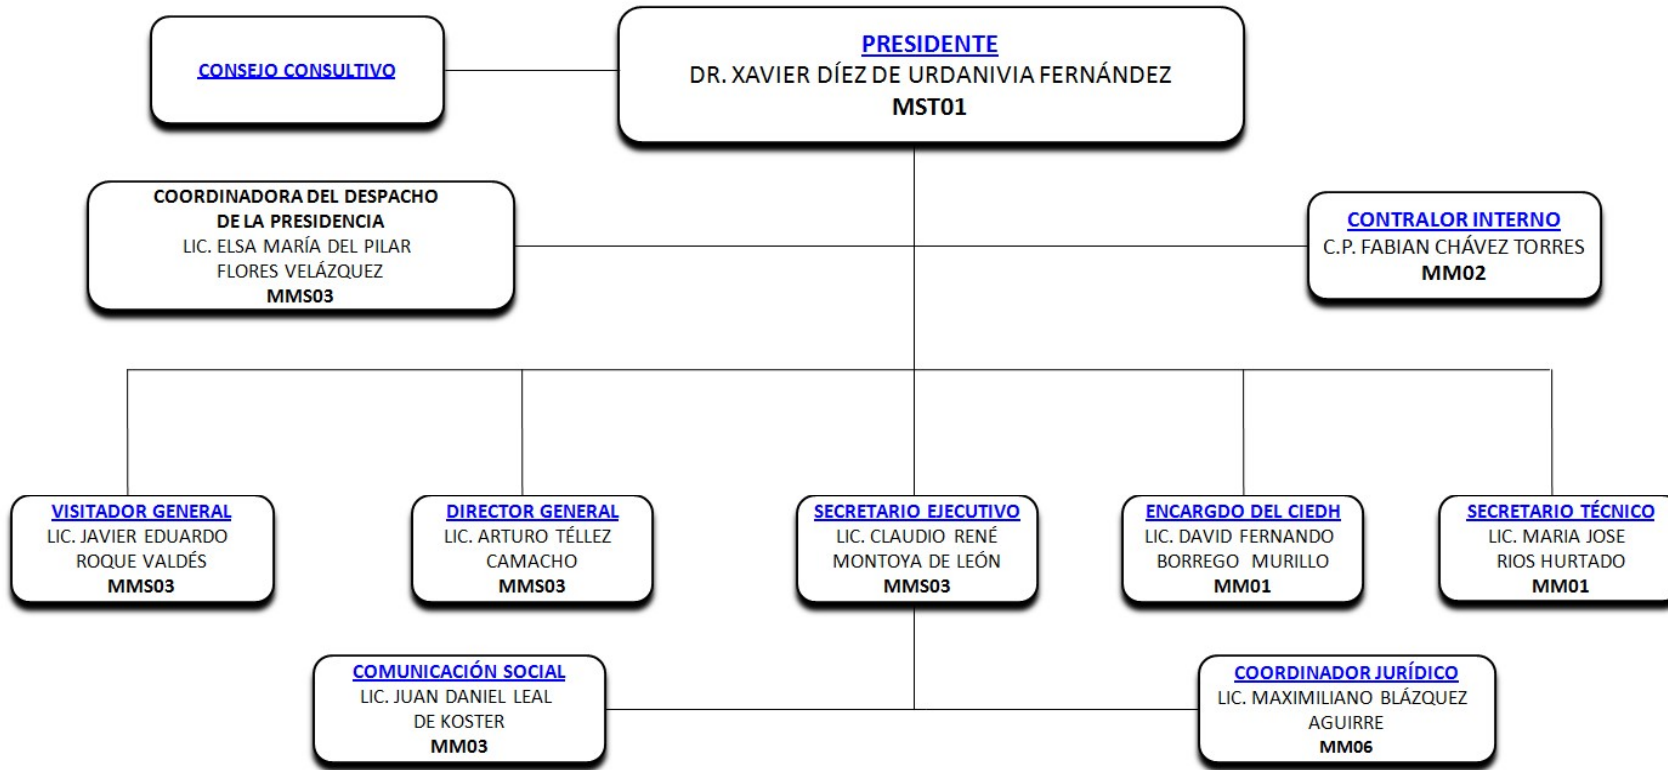 CONSEJO CONSULTIVO
PRESIDENTE
DR. XAVIER DÍEZ DE URDANIVIA FERNÁNDEZ
MST01
COORDINADORA DEL DESPACHO
DE LA PRESIDENCIA
LIC. ELSA MARÍA DEL PILAR
FLORES VELÁZQUEZ
MMS03
CONTRALOR INTERNO
C.P. FABIAN CHÁVEZ TORRES
MM02
VISITADOR GENERAL
LIC. JAVIER EDUARDO
ROQUE VALDÉS
MMS03
DIRECTOR GENERAL
LIC. ARTURO TÉLLEZ
CAMACHO
MMS03
SECRETARIO EJECUTIVO
LIC. CLAUDIO RENÉ
MONTOYA DE LEÓN
MMS03
ENCARGDO DEL CIEDH
LIC. DAVID FERNANDO
BORREGO MURILLO
MM01
SECRETARIO TÉCNICO
LIC. MARIA JOSE
RIOS HURTADO
MM01
COMUNICACIÓN SOCIAL
LIC. JUAN DANIEL LEAL
DE KOSTER
MM03
COORDINADOR JURÍDICO
LIC. MAXIMILIANO BLÁZQUEZ
AGUIRRE
MM06